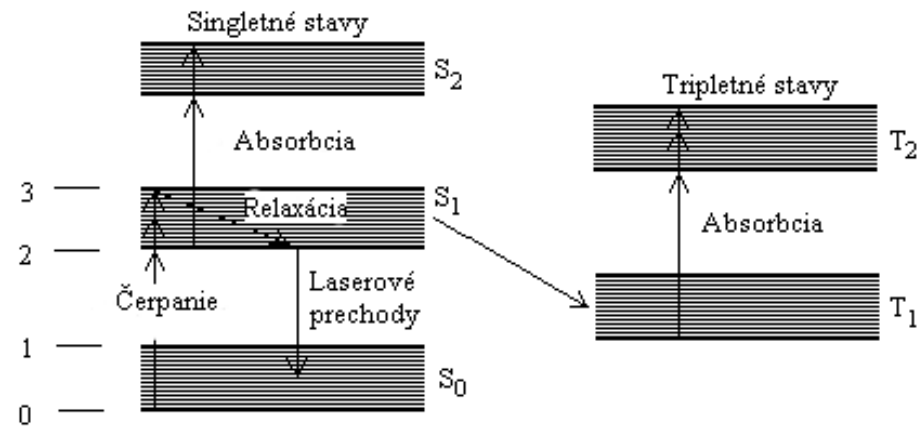 Singletné stavy
S2
Tripletné stavy
T2
Absorbcia
3
Relaxácia
S1
Absorbcia
2
Laserové
prechody
Čerpanie
T1
1
S0
0